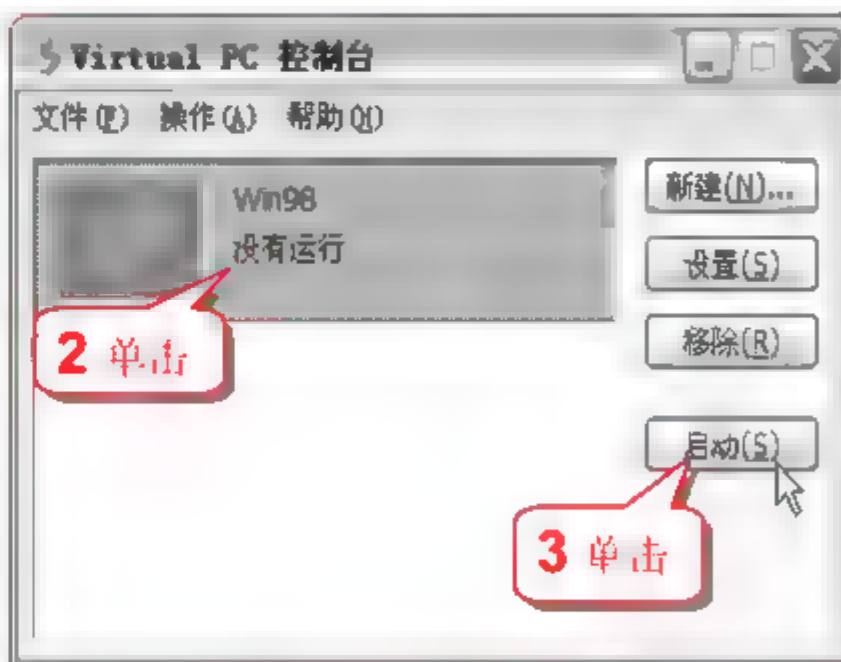 Virtual PC 控制台
文件(F) 操作(A) 帮助(H)
Win98
没有运行
新建(N)...
设置(S)
移除(R)
启动(S)
2 单击
3 单击